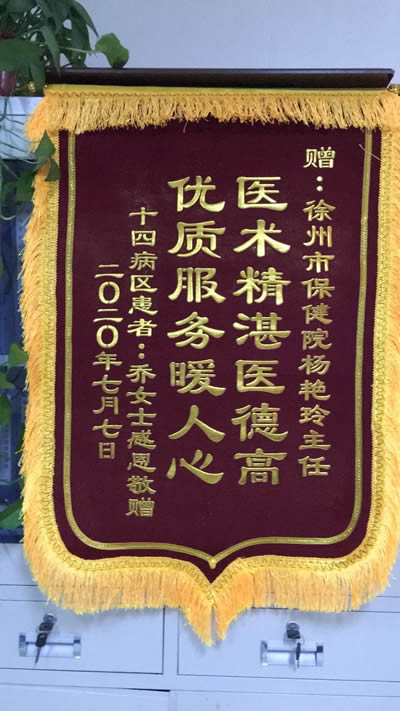 赠：徐州市保健院杨艳玲主任
医术精湛医德高
优质服务暖人心
十四病区患者：乔女士感恩敬赠
二〇二〇年七月七日